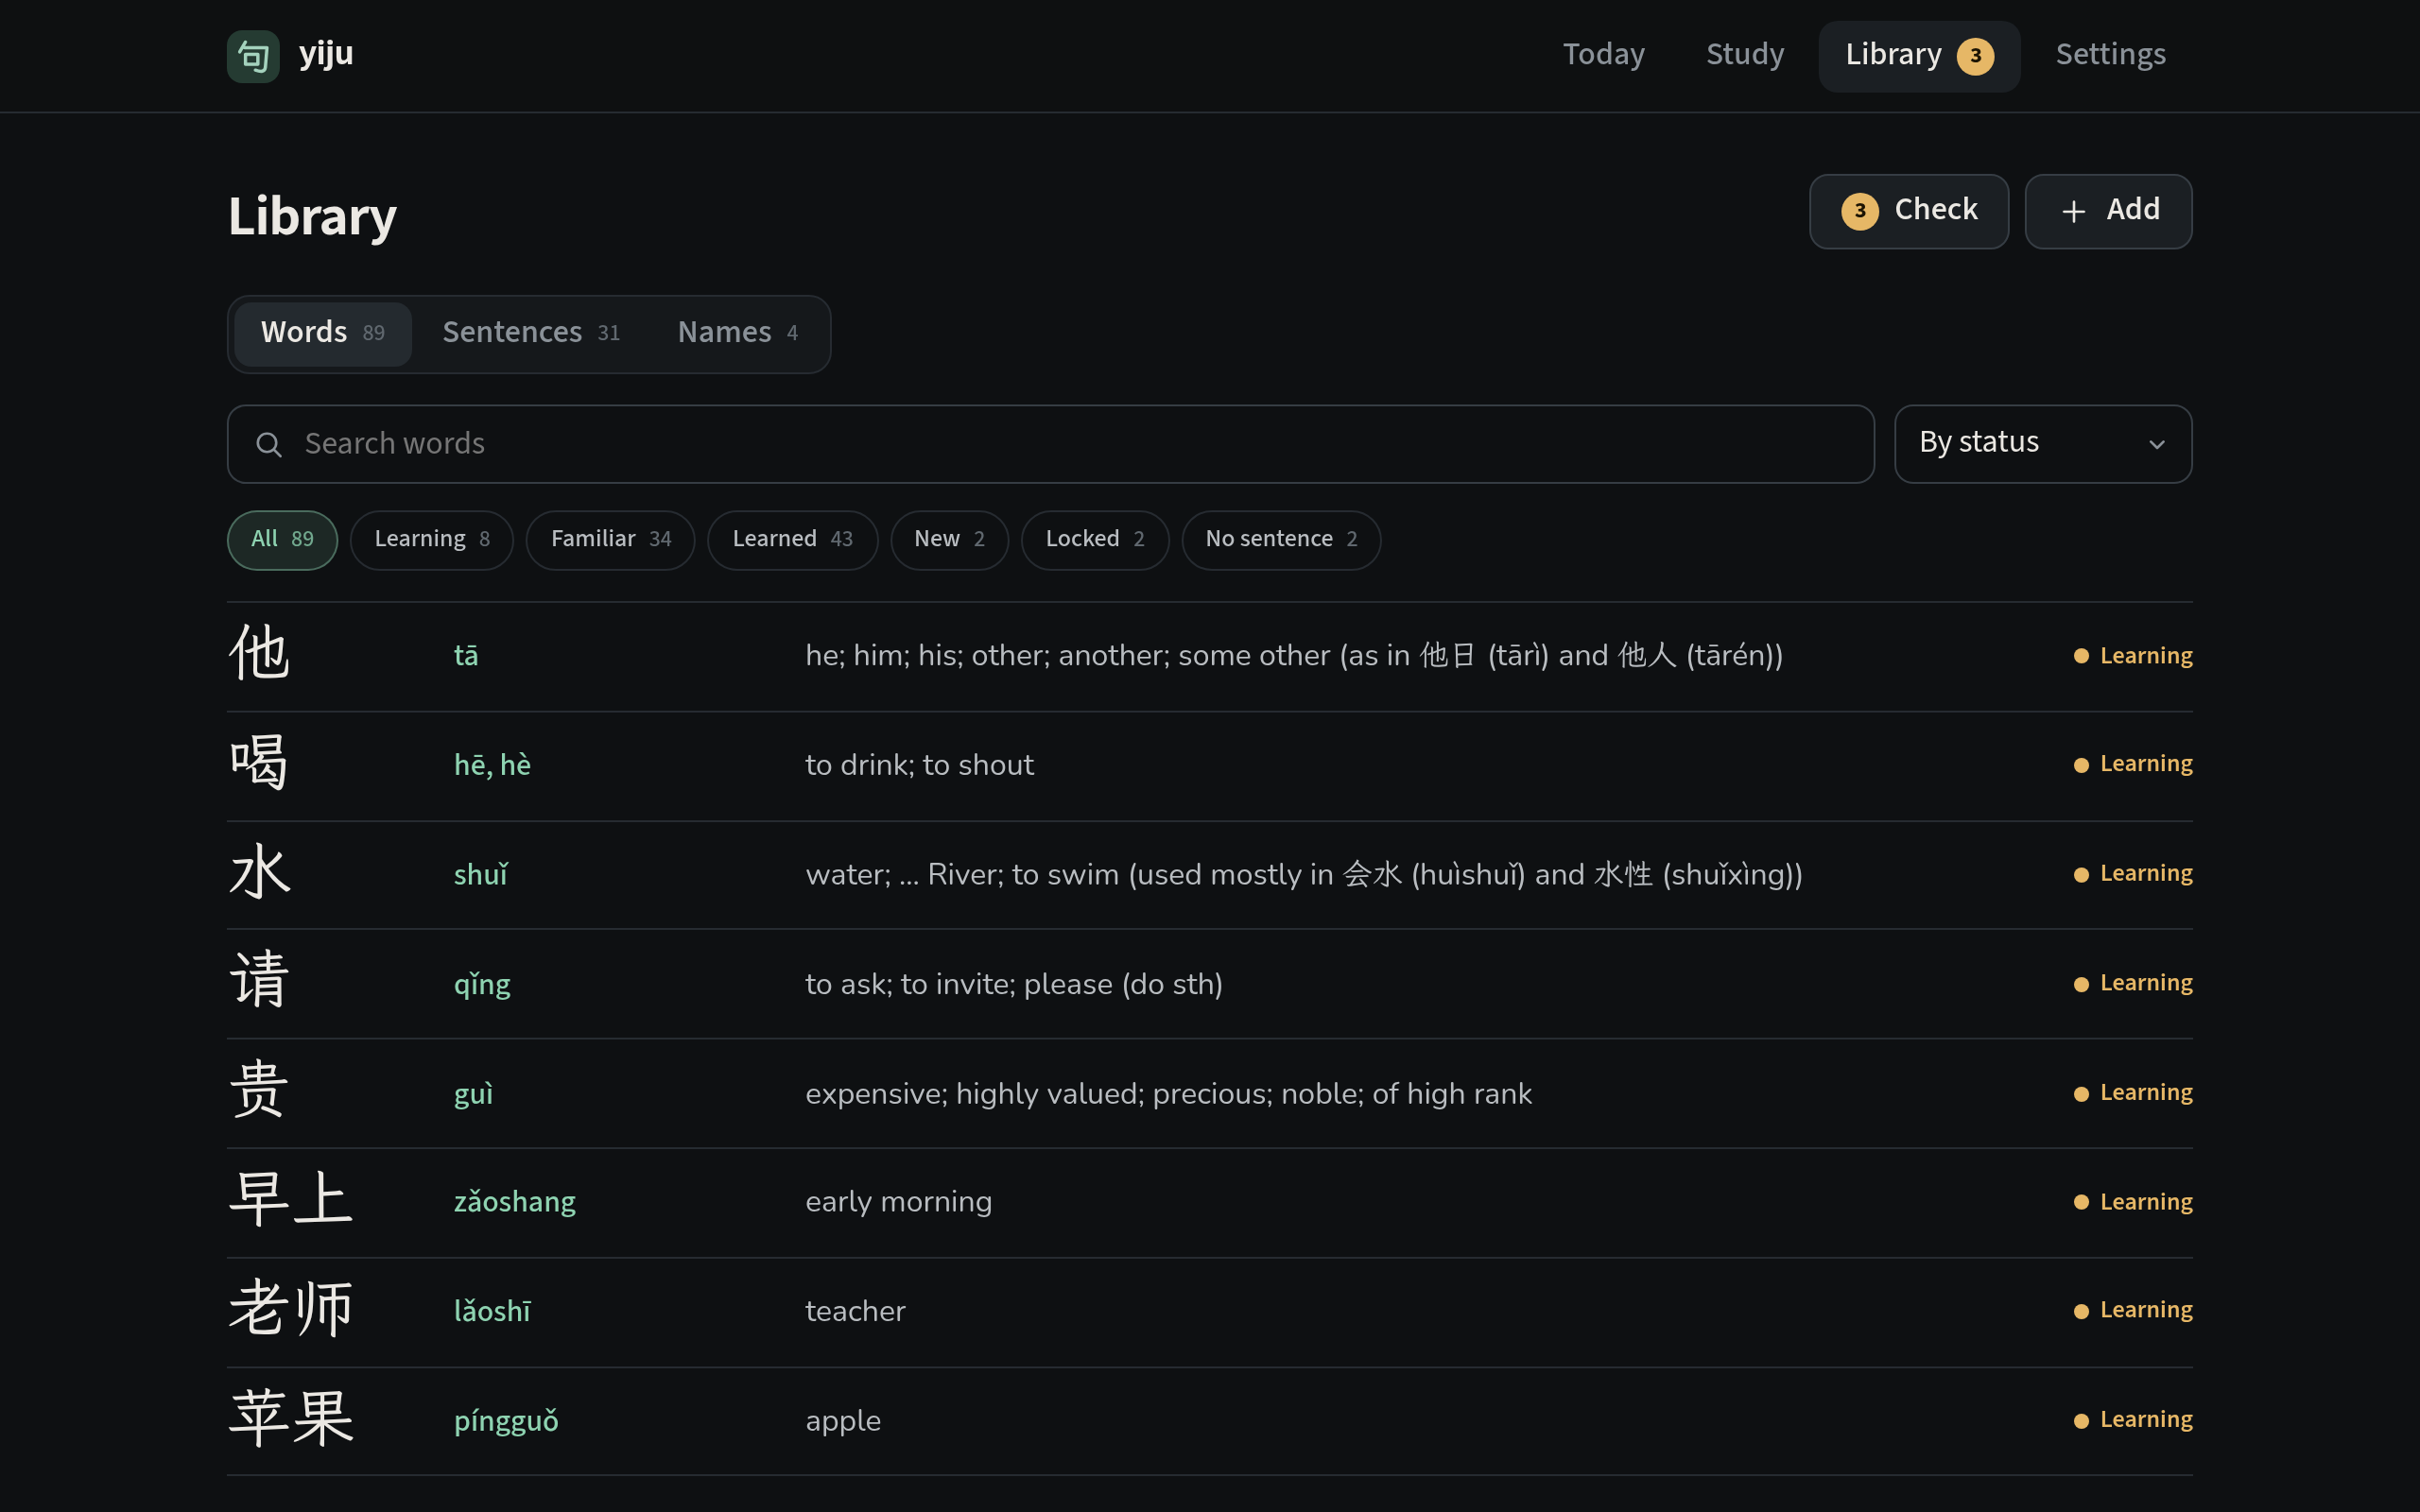 句 yiju Today Study Library 3 Settings
Library 3 Check + Add
Words 89 Sentences 31 Names 4
Search words By status
All 89 Learning 8 Familiar 34 Learned 43 New 2 Locked 2 No sentence 2
他 tā he; him; his; other; another; some other (as in 他日 (tārì) and 他人 (tārén)) Learning
喝 hē, hè to drink; to shout Learning
水 shuǐ water; ... River; to swim (used mostly in 会水 (huìshuǐ) and 水性 (shuǐxìng)) Learning
请 qǐng to ask; to invite; please (do sth) Learning
贵 guì expensive; highly valued; precious; noble; of high rank Learning
早上 zǎoshang early morning Learning
老师 lǎoshī teacher Learning
苹果 píngguǒ apple Learning